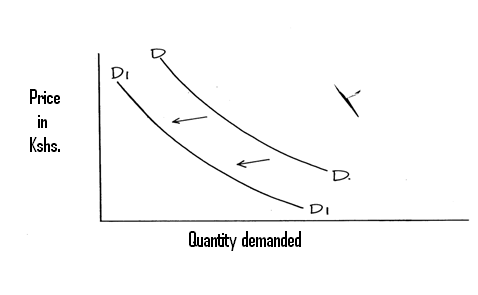 D
D1
Price
in
Kshs.
D.
D1
Quantity demanded